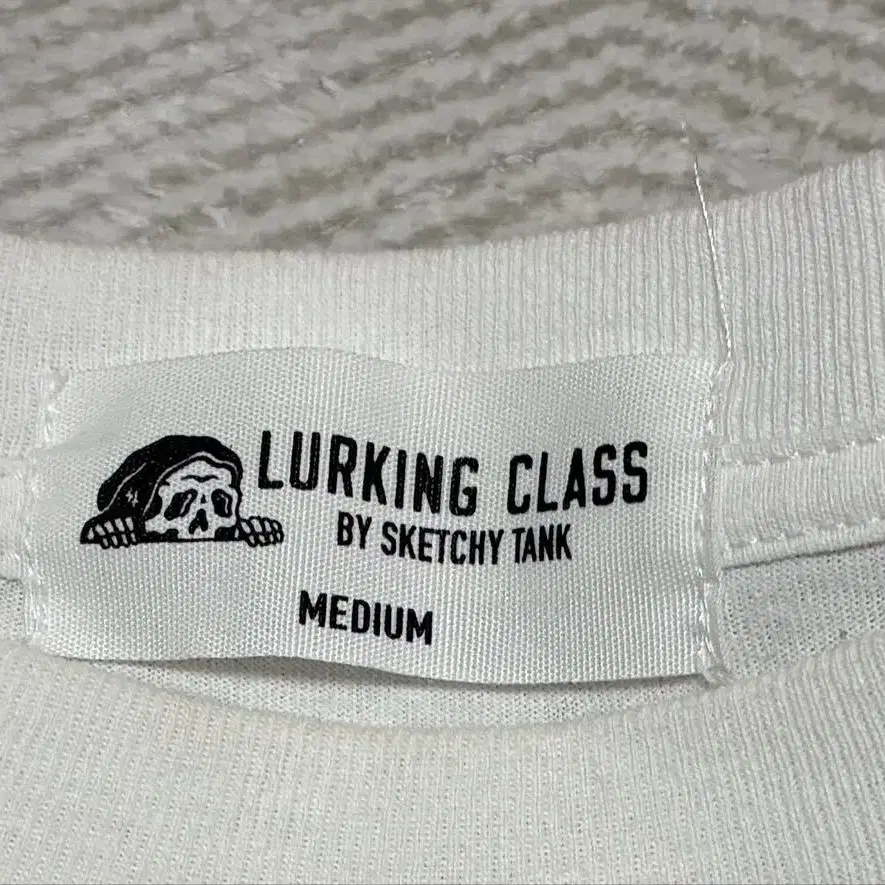 LURKING CLASS
BY SKETCHY TANK
MEDIUM